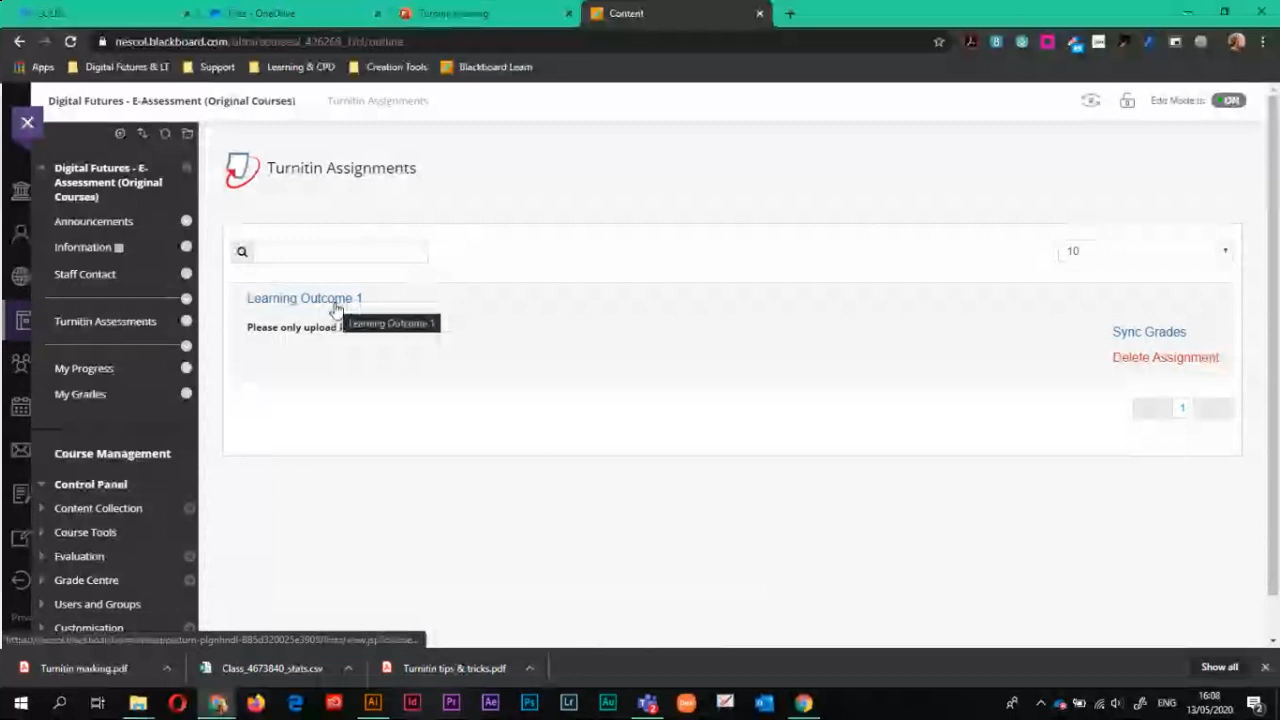 Elite - OneDrive
Turnitin marking
Content
nescol.blackboard.com/ultra/courses/_426268_1/cl/outline
Apps
Digital Futures & LT
Support
Learning & CPD
Creation Tools
Blackboard Learn
Digital Futures - E-Assessment (Original Courses)
Turnitin Assignments
Edit Mode is:
ON
Digital Futures - E-
Assessment (Original
Courses)
Announcements
Information
Staff Contact
Turnitin Assessments
My Progress
My Grades
Course Management
Control Panel
Content Collection
Course Tools
Evaluation
Grade Centre
Users and Groups
Customisation
Turnitin Assignments
10
Learning Outcome 1
Please only upload
Learning Outcome 1
Sync Grades
Delete Assignment
1
Turnitin marking.pdf
Class_4673840_stats.csv
Turnitin tips & tricks.pdf
Show all
ENG
16:08
13/05/2020